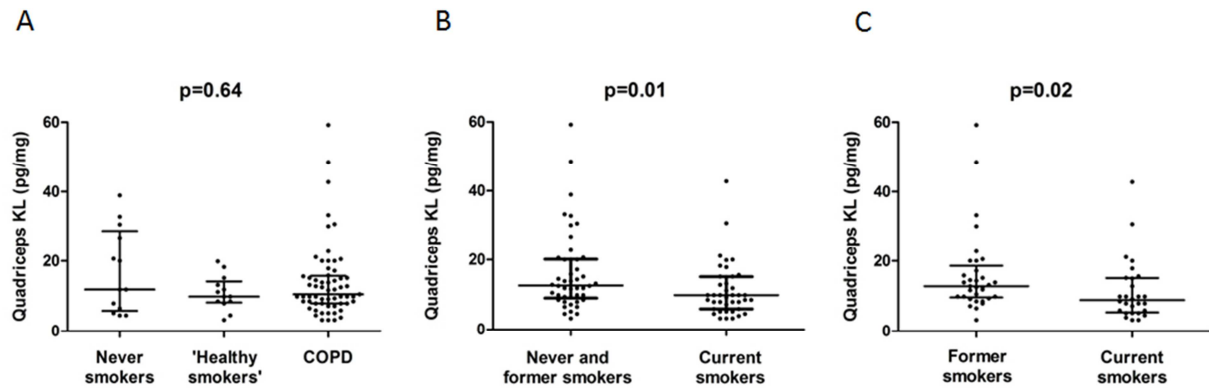 A
p=0.64
Quadriceps KL (pg/mg)
60
40
20
0
Never
smokers
'Healthy
smokers'
COPD
B
p=0.01
Quadriceps KL (pg/mg)
60
40
20
0
Never and
former smokers
Current
smokers
C
p=0.02
Quadriceps KL (pg/mg)
60
40
20
0
Former
smokers
Current
smokers